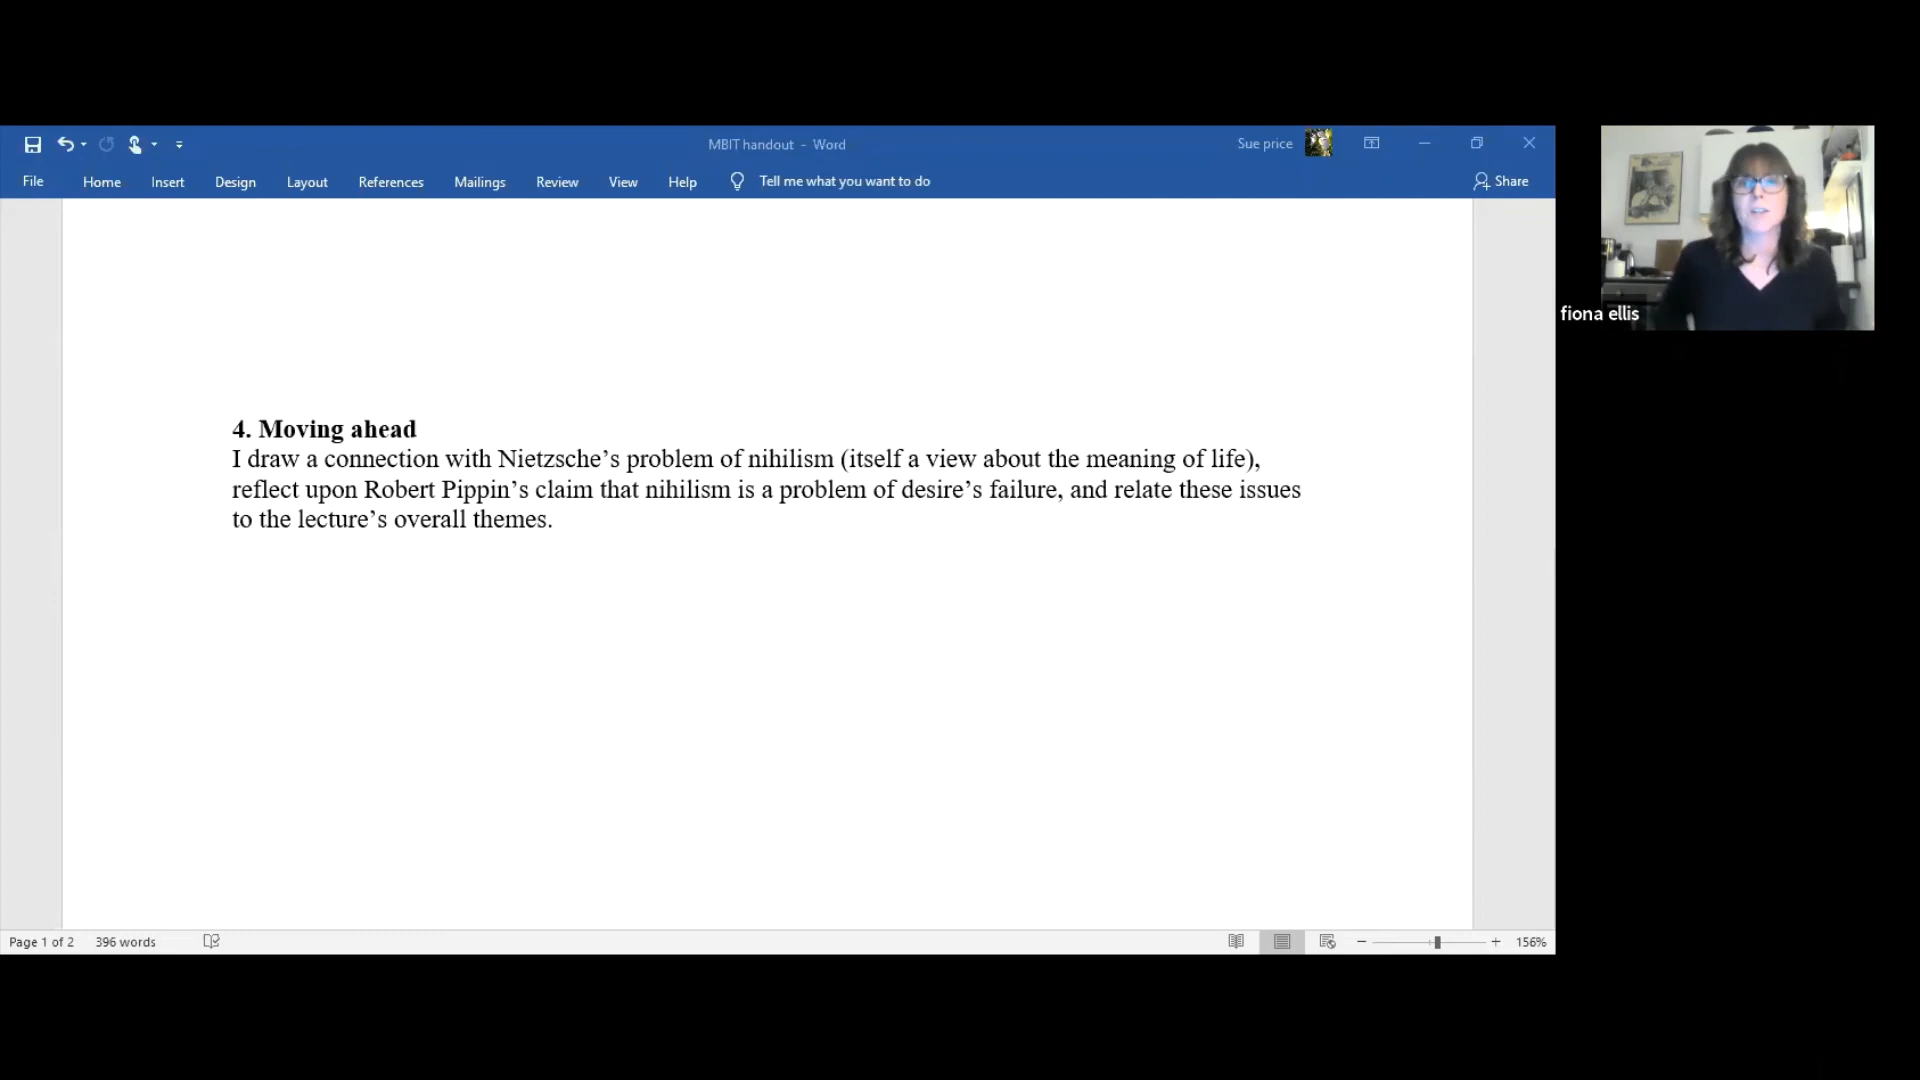 MBIT handout - Word
Sue price
File Home Insert Design Layout References Mailings Review View Help Tell me what you want to do Share
fiona ellis
4. Moving ahead
I draw a connection with Nietzsche’s problem of nihilism (itself a view about the meaning of life),
reflect upon Robert Pippin’s claim that nihilism is a problem of desire’s failure, and relate these issues
to the lecture’s overall themes.
Page 1 of 2 396 words 156%